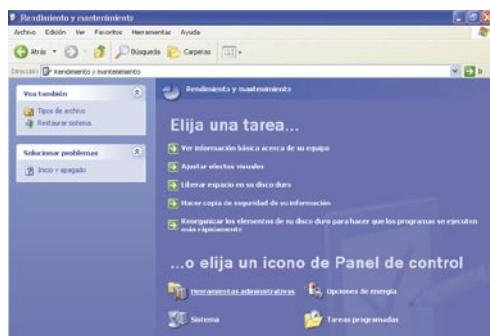 Rendimiento y mantenimiento
Archivo Edición Ver Favoritos Herramientas Ayuda
Atrás Búsqueda Carpetas
Dirección Rendimiento y mantenimiento Ir
Vea también
Tipos de archivo
Restaurar sistema
Solucionar problemas
Inicio y apagado
Rendimiento y mantenimiento
Elija una tarea...
Ver información básica acerca de su equipo
Ajustar efectos visuales
Liberar espacio en su disco duro
Hacer copia de seguridad de su información
Reorganizar los elementos de su disco duro para hacer que los programas se ejecuten
más rápidamente
...o elija un icono de Panel de control
Herramientas administrativas Opciones de energía
Sistema Tareas programadas